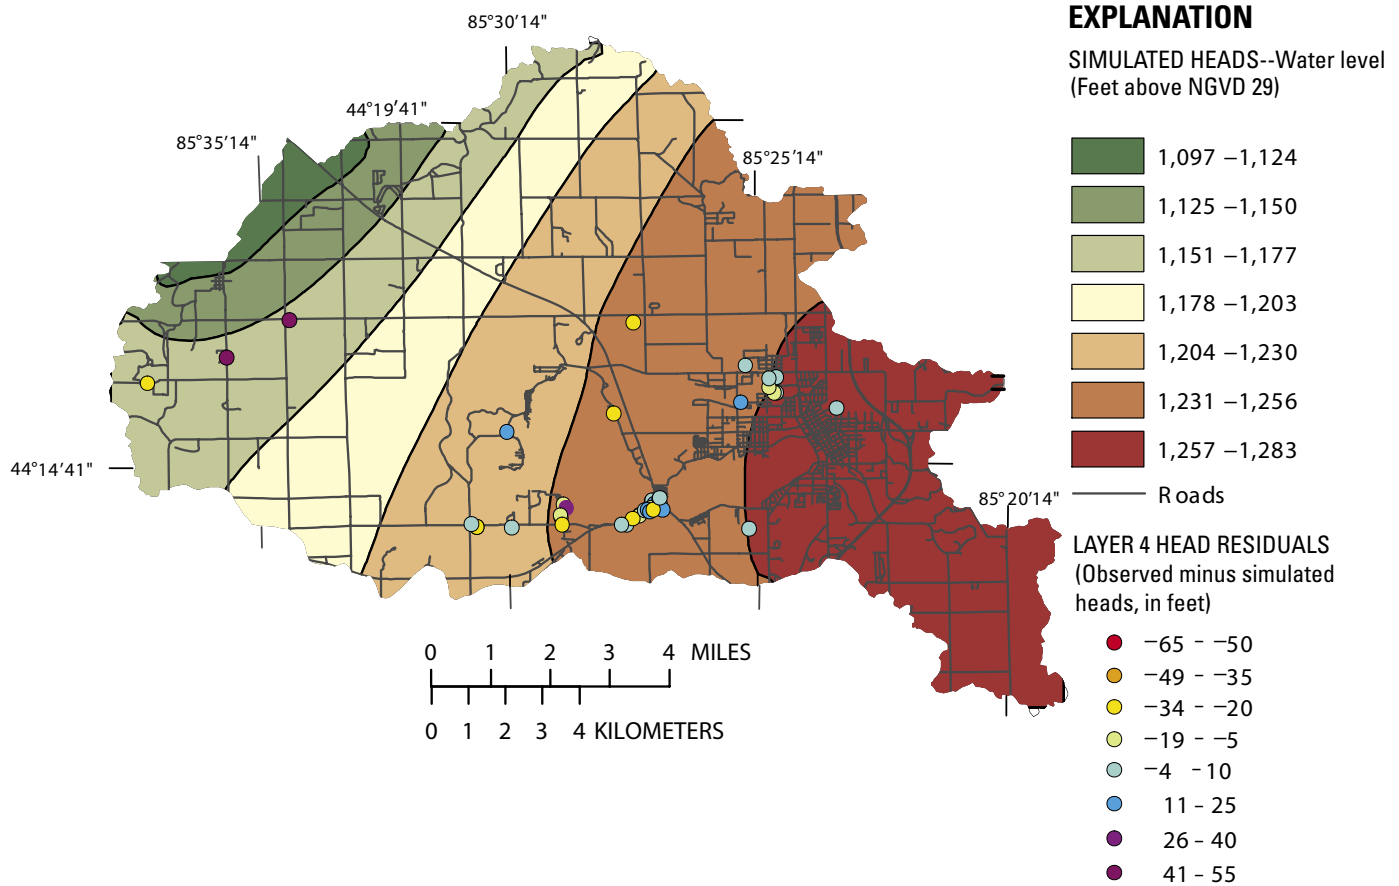 85°30'14"
44°19'41"
85°35'14"
85°25'14"
44°14'41"
85°20'14"
0 1 2 3 4 MILES
0 1 2 3 4 KILOMETERS
EXPLANATION
SIMULATED HEADS--Water level
(Feet above NGVD 29)
1,097 –1,124
1,125 –1,150
1,151 –1,177
1,178 –1,203
1,204 –1,230
1,231 –1,256
1,257 –1,283
Roads
LAYER 4 HEAD RESIDUALS
(Observed minus simulated
heads, in feet)
−65 - −50
−49 - −35
−34 - −20
−19 - −5
−4 - 10
11 - 25
26 - 40
41 - 55